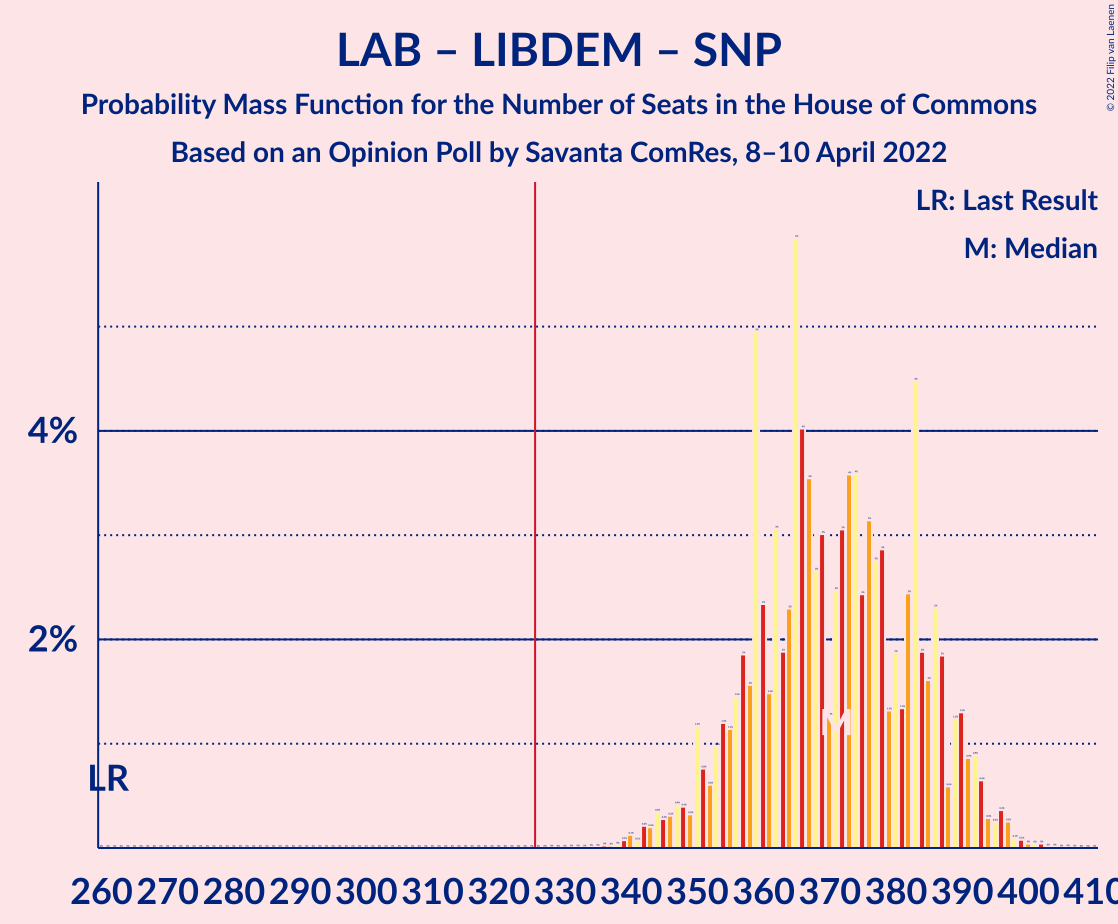 LAB – LIBDEM – SNP
Probability Mass Function for the Number of Seats in the House of Commons
Based on an Opinion Poll by Savanta ComRes, 8–10 April 2022
© 2022 Filip van Laenen
LR: Last Result
M: Median
4%
2%
LR
M
260 270 280 290 300 310 320 330 340 350 360 370 380 390 400 410